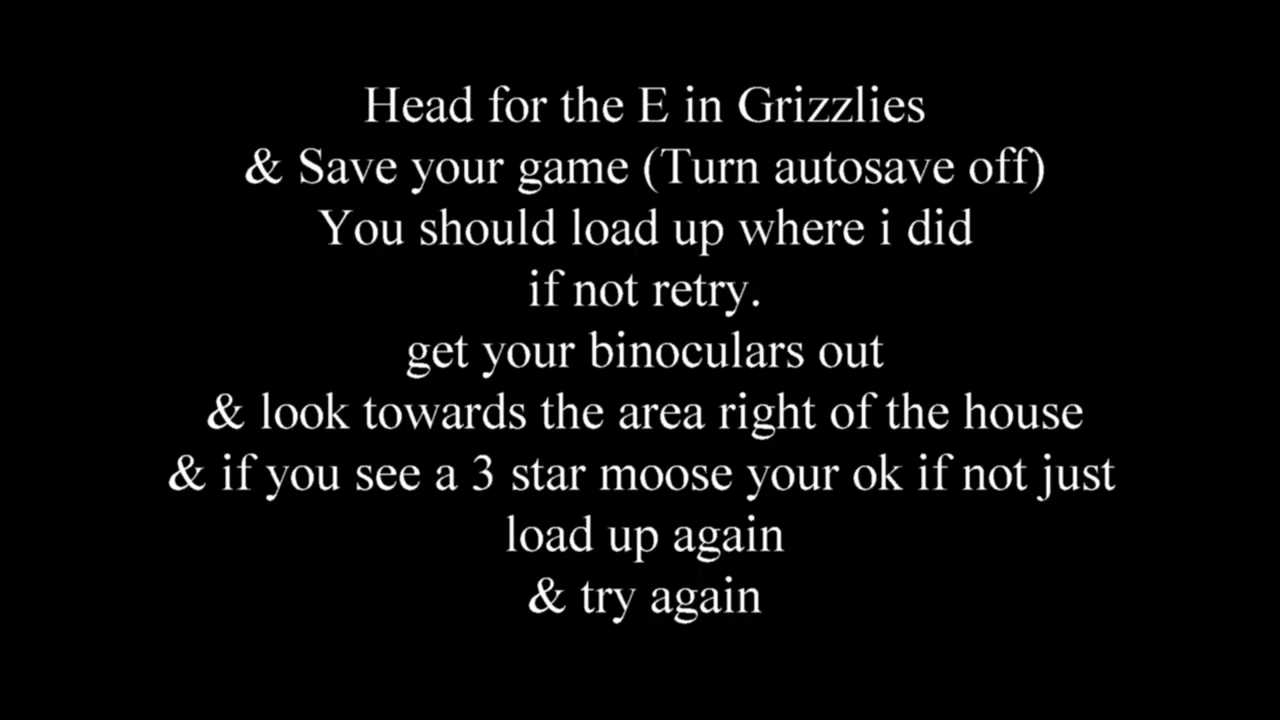 Head for the E in Grizzlies
& Save your game (Turn autosave off)
You should load up where i did
if not retry.
get your binoculars out
& look towards the area right of the house
& if you see a 3 star moose your ok if not just
load up again
& try again